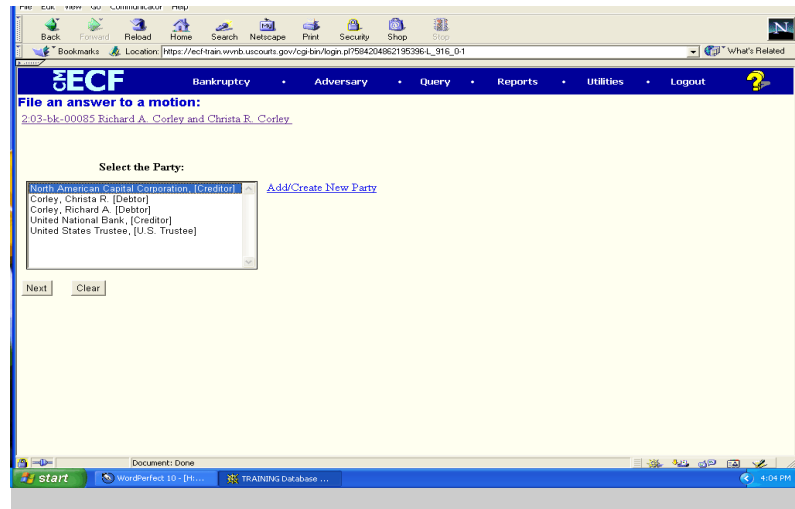 File Edit View Go Communicator Help
Back Forward Reload Home Search Netscape Print Security Shop Stop
N
Bookmarks Location: https://ecf-train.wvnb.uscourts.gov/cgi-bin/login.pl?584204862195396-L_916_0-1 What's Related
CM ECF Bankruptcy • Adversary • Query • Reports • Utilities • Logout ?
File an answer to a motion:
2:03-bk-00085 Richard A. Corley and Christa R. Corley
Select the Party:
North American Capital Corporation, [Creditor] Add/Create New Party
Corley, Christa R. [Debtor]
Corley, Richard A. [Debtor]
United National Bank, [Creditor]
United States Trustee, [U.S. Trustee]
Next Clear
Document: Done
start WordPerfect 10 - [H:... TRAINING Database ... 4:04 PM